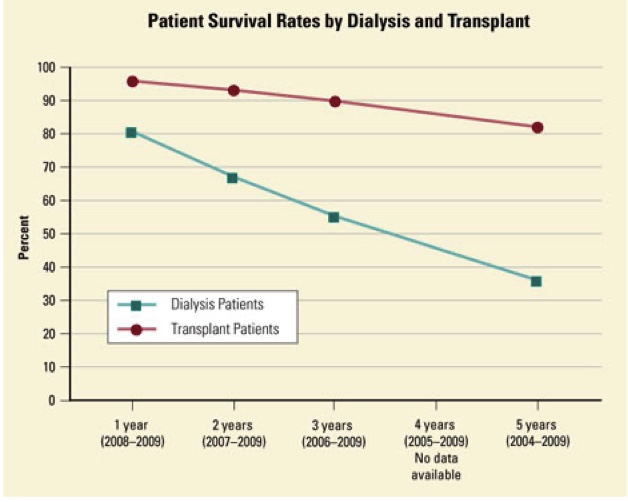 Patient Survival Rates by Dialysis and Transplant
100
90
80
70
60
50
40
30
20
10
0
Percent
Dialysis Patients
Transplant Patients
1 year
(2008–2009)
2 years
(2007–2009)
3 years
(2006–2009)
4 years
(2005–2009)
No data
available
5 years
(2004–2009)